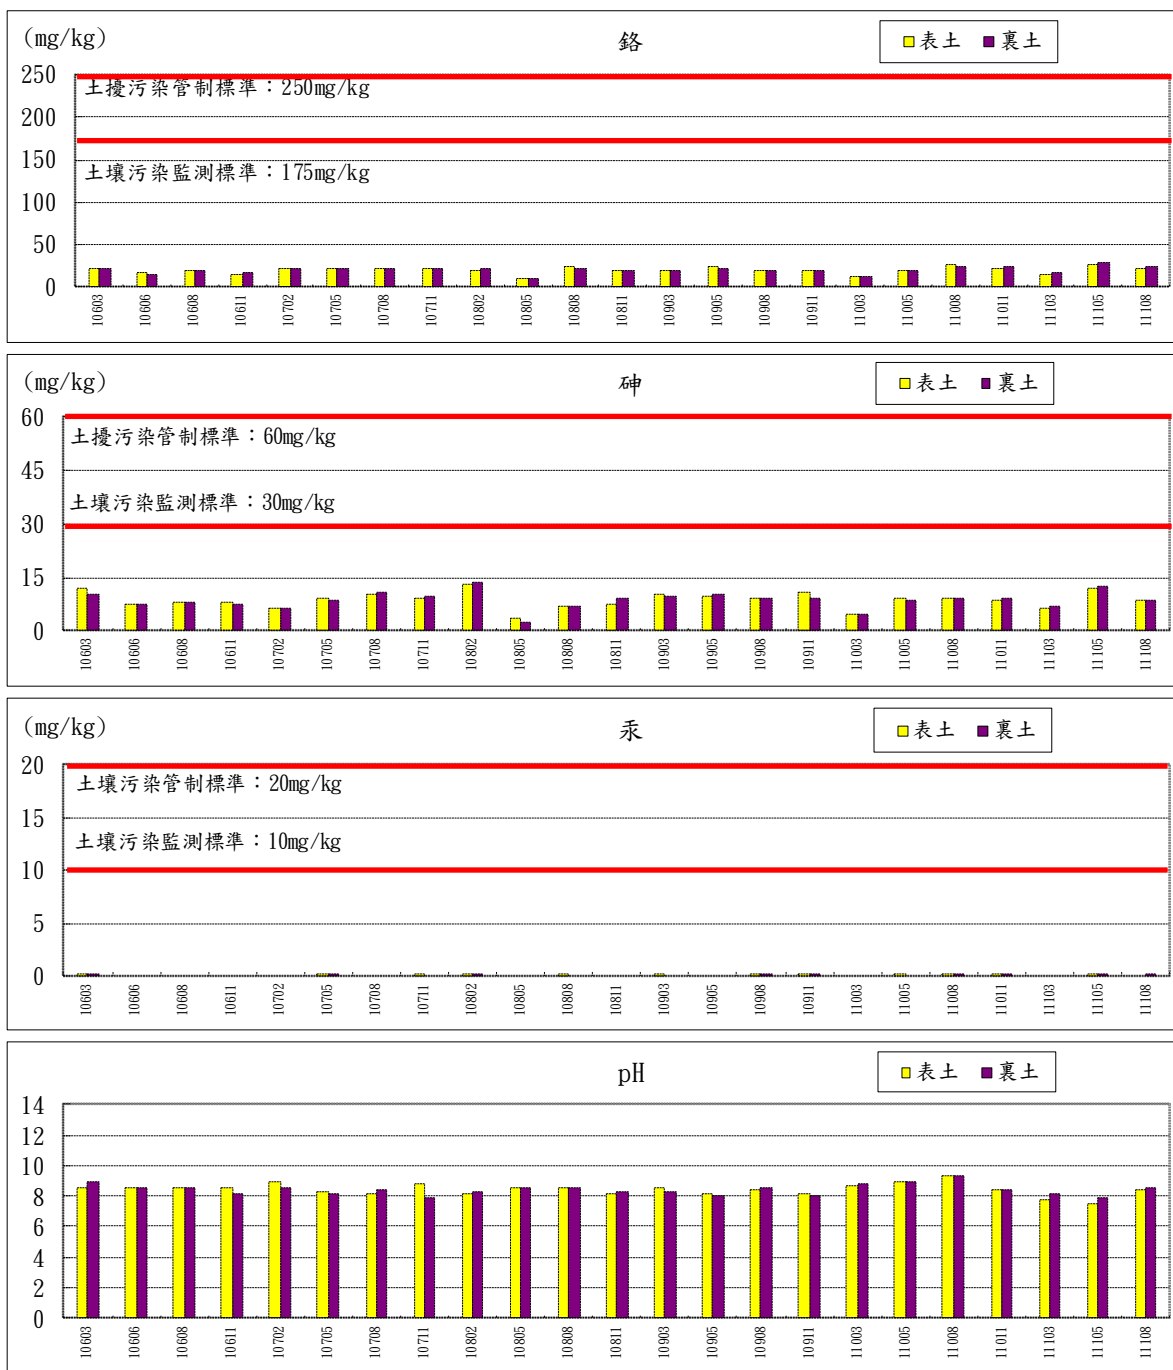 (mg/kg) 鉻 表土 裏土
250
土擾污染管制標準：250mg/kg
200
土壤污染監測標準：175mg/kg
150
100
50
0
10603 10606 10608 10611 10702 10705 10708 10711 10802 10805 10808 10811 10903 10905 10908 10911 11003 11005 11008 11011 11103 11105 11108
(mg/kg) 砷 表土 裏土
60
土擾污染管制標準：60mg/kg
45
土壤污染監測標準：30mg/kg
30
15
0
10603 10606 10608 10611 10702 10705 10708 10711 10802 10805 10808 10811 10903 10905 10908 10911 11003 11005 11008 11011 11103 11105 11108
(mg/kg) 汞 表土 裏土
20
土壤污染管制標準：20mg/kg
15
土壤污染監測標準：10mg/kg
10
5
0
10603 10606 10608 10611 10702 10705 10708 10711 10802 10805 10808 10811 10903 10905 10908 10911 11003 11005 11008 11011 11103 11105 11108
pH 表土 裏土
14
12
10
8
6
4
2
0
10603 10606 10608 10611 10702 10705 10708 10711 10802 10805 10808 10811 10903 10905 10908 10911 11003 11005 11008 11011 11103 11105 11108